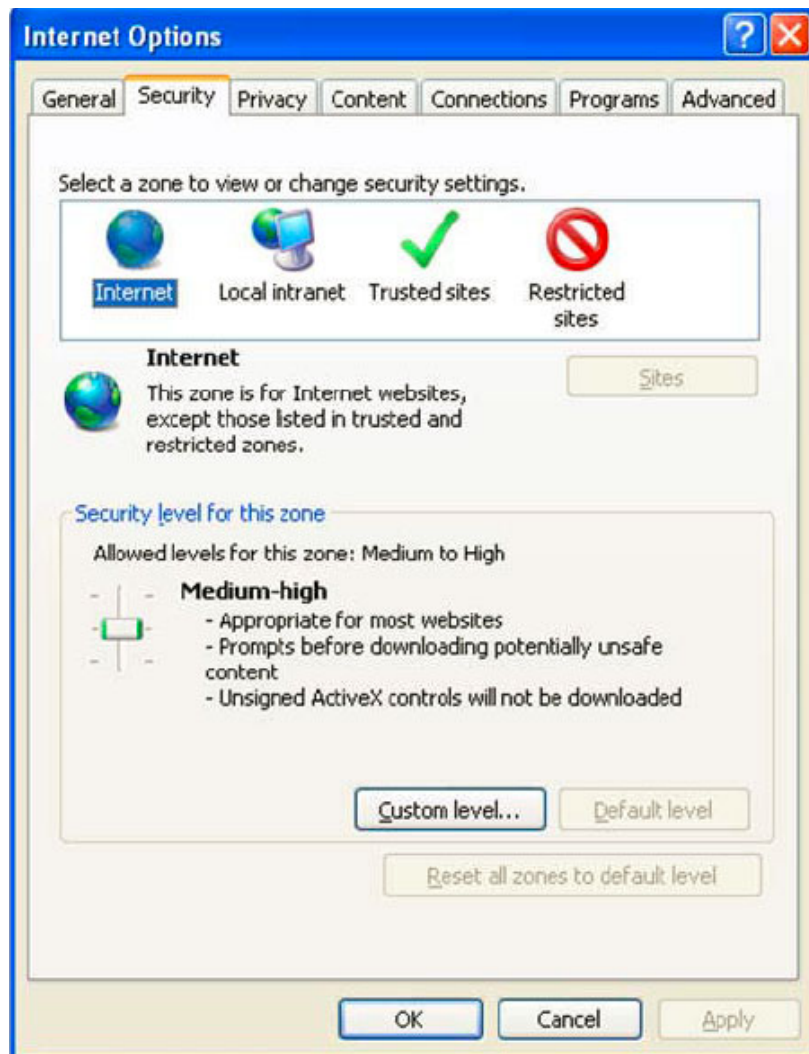 Internet Options
General Security Privacy Content Connections Programs Advanced
Select a zone to view or change security settings.
Internet Local intranet Trusted sites Restricted
sites
Internet
Sites
This zone is for Internet websites,
except those listed in trusted and
restricted zones.
Security level for this zone
Allowed levels for this zone: Medium to High
Medium-high
- Appropriate for most websites
- Prompts before downloading potentially unsafe
content
- Unsigned ActiveX controls will not be downloaded
Custom level... Default level
Reset all zones to default level
OK Cancel Apply